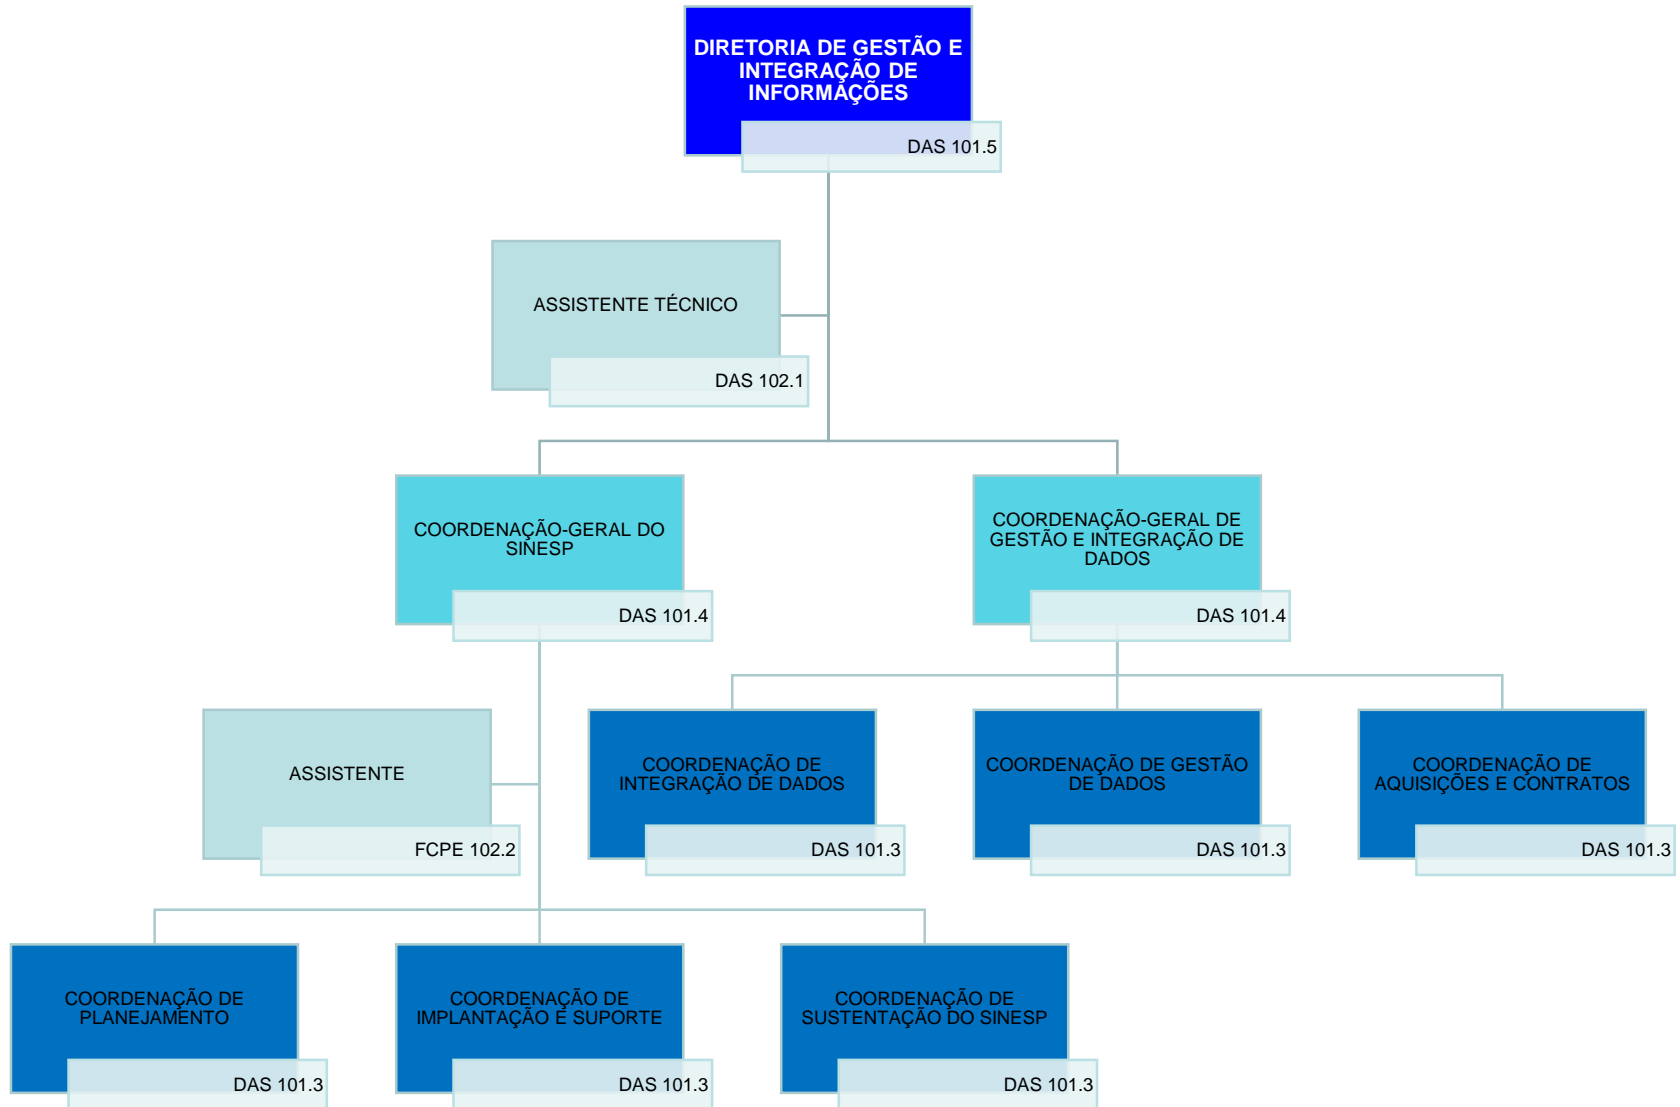 DIRETORIA DE GESTÃO E
INTEGRAÇÃO DE
INFORMAÇÕES
DAS 101.5
ASSISTENTE TÉCNICO
DAS 102.1
COORDENAÇÃO-GERAL DO
SINESP
DAS 101.4
COORDENAÇÃO-GERAL DE
GESTÃO E INTEGRAÇÃO DE
DADOS
DAS 101.4
ASSISTENTE
FCPE 102.2
COORDENAÇÃO DE
INTEGRAÇÃO DE DADOS
DAS 101.3
COORDENAÇÃO DE GESTÃO
DE DADOS
DAS 101.3
COORDENAÇÃO DE
AQUISIÇÕES E CONTRATOS
DAS 101.3
COORDENAÇÃO DE
PLANEJAMENTO
DAS 101.3
COORDENAÇÃO DE
IMPLANTAÇÃO E SUPORTE
DAS 101.3
COORDENAÇÃO DE
SUSTENTAÇÃO DO SINESP
DAS 101.3